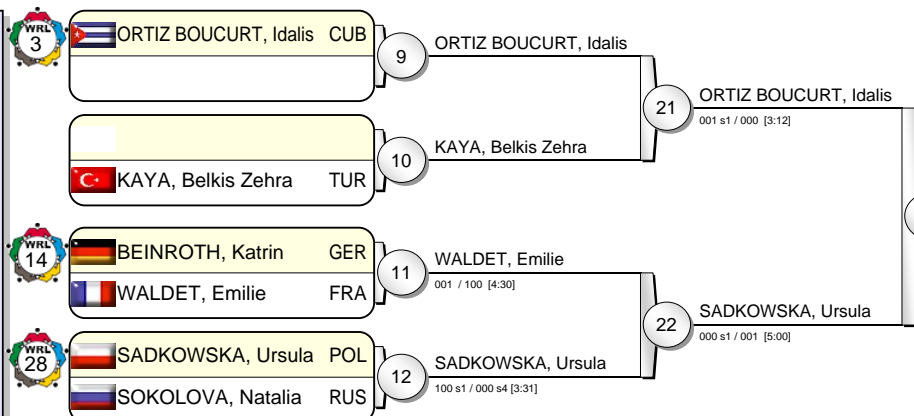 WRL
3
ORTIZ BOUCURT, Idalis CUB
9
ORTIZ BOUCURT, Idalis
21
ORTIZ BOUCURT, Idalis
001 s1 / 000 [3:12]
10
KAYA, Belkis Zehra
KAYA, Belkis Zehra TUR
WRL
14
BEINROTH, Katrin GER
11
WALDET, Emilie
001 / 100 [4:30]
WALDET, Emilie FRA
22
SADKOWSKA, Ursula
000 s1 / 001 [5:00]
WRL
28
SADKOWSKA, Ursula POL
12
SADKOWSKA, Ursula
100 s1 / 000 s4 [3:31]
SOKOLOVA, Natalia RUS